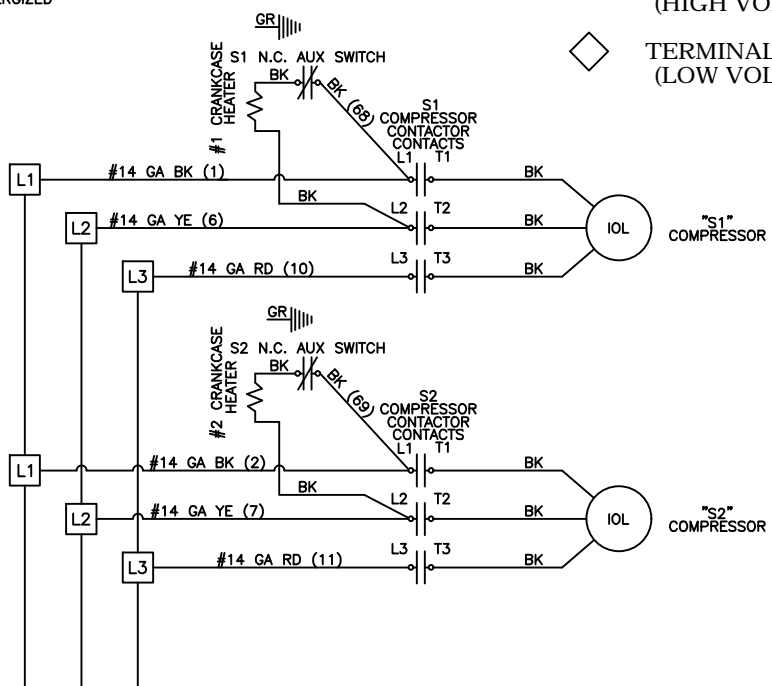 (HIGH VOL
TERMINAL
(LOW VOL
GR
S1 N.C. AUX SWITCH
BK
BK (68)
#1 CRANKCASE
HEATER
S1
COMPRESSOR
CONTACTOR
CONTACTS
L1 T1
L1
#14 GA BK (1)
BK
BK
L2 T2
L2
#14 GA YE (6)
BK
IOL
"S1"
COMPRESSOR
L3 T3
L3
#14 GA RD (10)
BK
GR
S2 N.C. AUX SWITCH
BK
BK (69)
#2 CRANKCASE
HEATER
S2
COMPRESSOR
CONTACTOR
CONTACTS
L1 T1
L1
#14 GA BK (2)
BK
BK
L2 T2
L2
#14 GA YE (7)
BK
IOL
"S2"
COMPRESSOR
L3 T3
L3
#14 GA RD (11)
BK